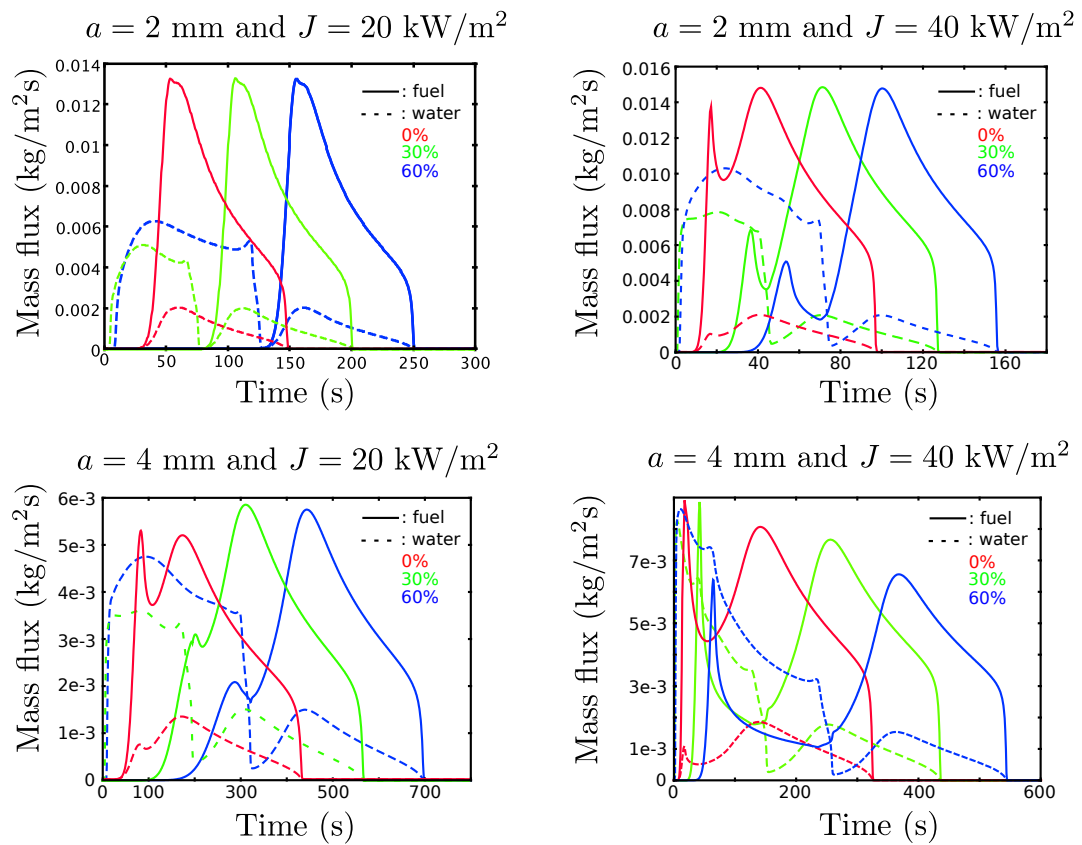 a = 2 mm and J = 20 kW/m²
Mass flux (kg/m²s)
0.014
0.012
0.01
0.008
0.006
0.004
0.002
0
0 50 100 150 200 250 300
Time (s)
: fuel
: water
0%
30%
60%
a = 2 mm and J = 40 kW/m²
Mass flux (kg/m²s)
0.016
0.014
0.012
0.010
0.008
0.006
0.004
0.002
0
0 40 80 120 160
Time (s)
: fuel
: water
0%
30%
60%
a = 4 mm and J = 20 kW/m²
Mass flux (kg/m²s)
6e-3
5e-3
4e-3
3e-3
2e-3
1e-3
0
0 100 300 500 700
Time (s)
: fuel
: water
0%
30%
60%
a = 4 mm and J = 40 kW/m²
Mass flux (kg/m²s)
7e-3
5e-3
3e-3
1e-3
0
0 200 400 600
Time (s)
: fuel
: water
0%
30%
60%